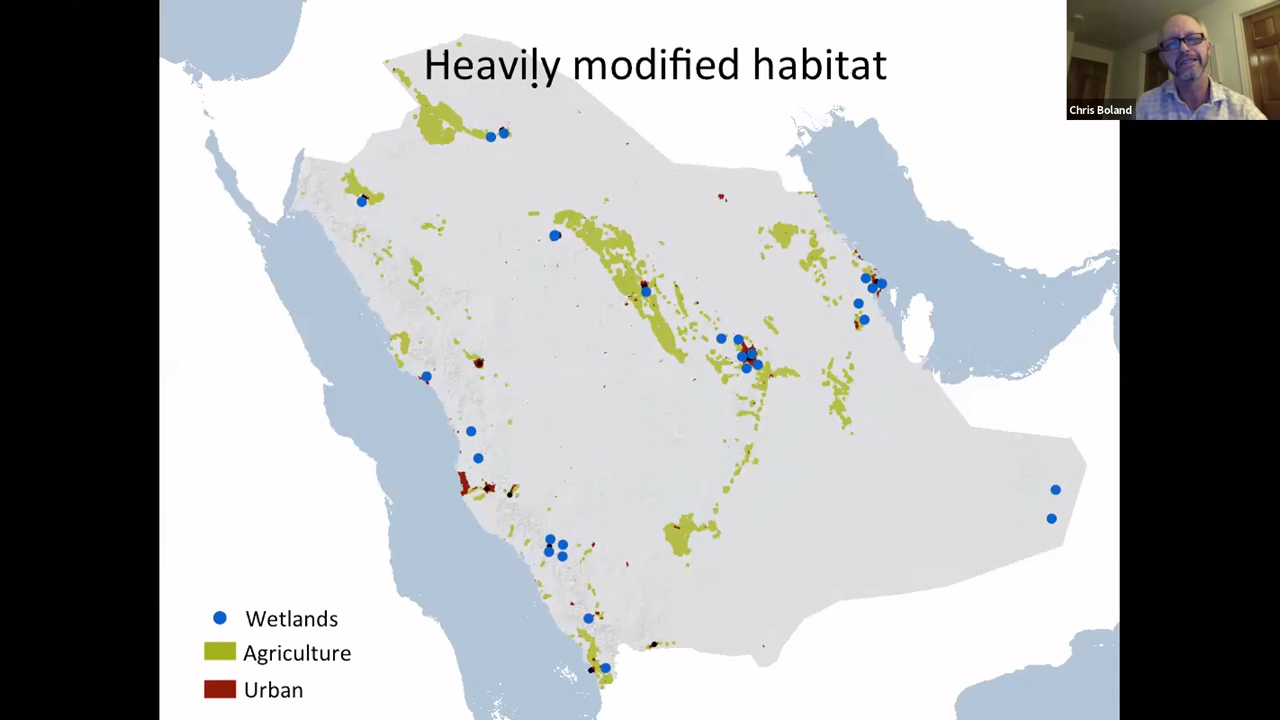 Heavily modified habitat
Chris Boland
Wetlands
Agriculture
Urban